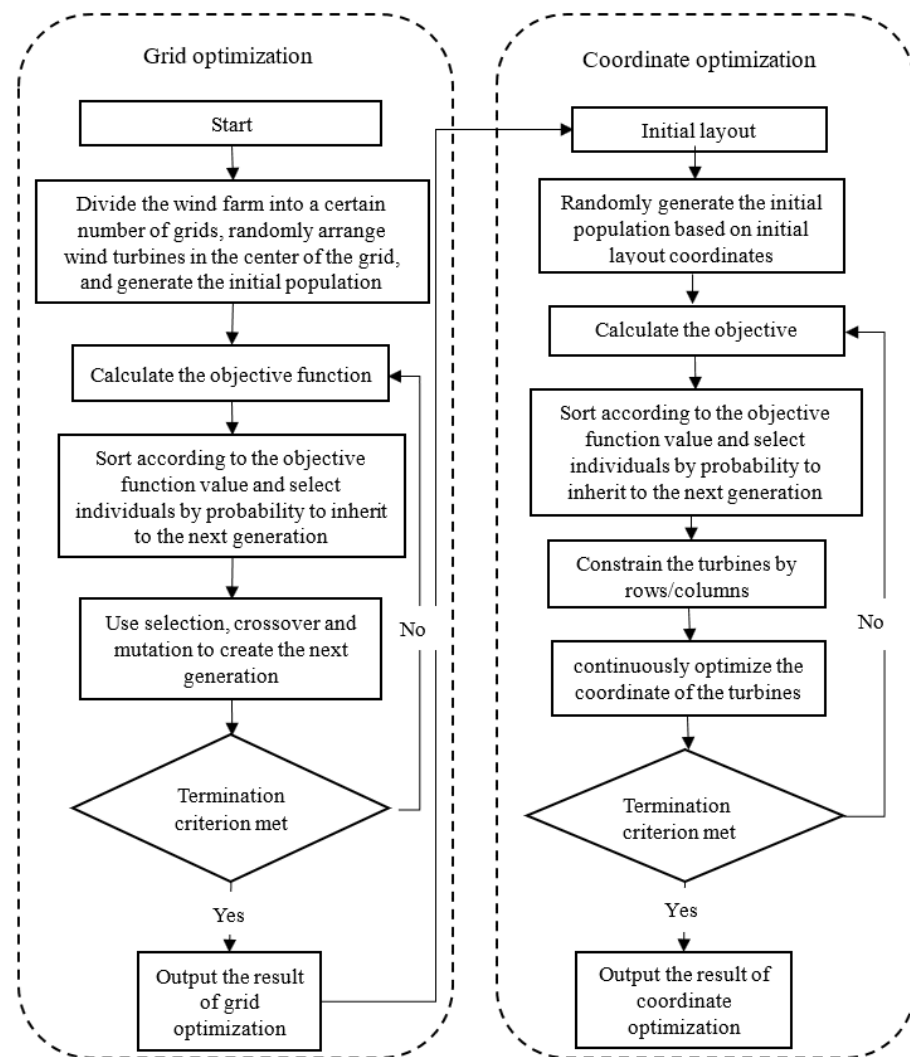 Grid optimization
Start
Divide the wind farm into a certain
number of grids, randomly arrange
wind turbines in the center of the grid,
and generate the initial population
Calculate the objective function
Sort according to the objective
function value and select
individuals by probability to inherit
to the next generation
Use selection, crossover and
mutation to create the next
generation
No
Termination
criterion met
Yes
Output the result
of grid
optimization
Coordinate optimization
Initial layout
Randomly generate the initial
population based on initial
layout coordinates
Calculate the objective
Sort according to the objective
function value and select
individuals by probability to
inherit to the next generation
Constrain the turbines by
rows/columns
No
continuously optimize the
coordinate of the turbines
Termination
criterion met
Yes
Output the result of
coordinate
optimization